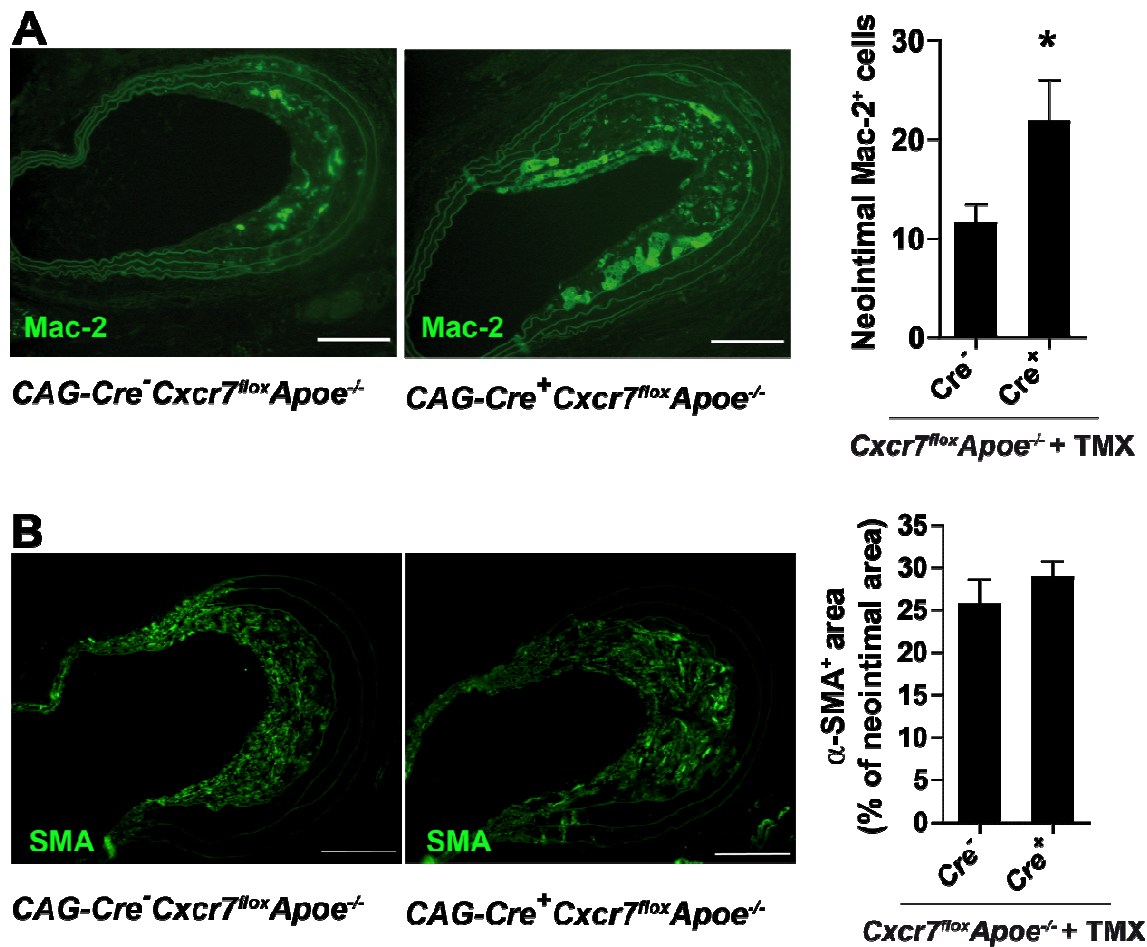 A
Mac-2
Mac-2
CAG-Cre⁻Cxcr7ᶠˡᵒˣApoe⁻/⁻
CAG-Cre⁺Cxcr7ᶠˡᵒˣApoe⁻/⁻
Neointimal Mac-2⁺ cells
30
20
10
0
*
Cre⁻
Cre⁺
Cxcr7ᶠˡᵒˣApoe⁻/⁻ + TMX
B
SMA
SMA
CAG-Cre⁻Cxcr7ᶠˡᵒˣApoe⁻/⁻
CAG-Cre⁺Cxcr7ᶠˡᵒˣApoe⁻/⁻
α-SMA⁺ area
(% of neointimal area)
35
30
25
20
15
10
5
0
Cre⁻
Cre⁺
Cxcr7ᶠˡᵒˣApoe⁻/⁻ + TMX